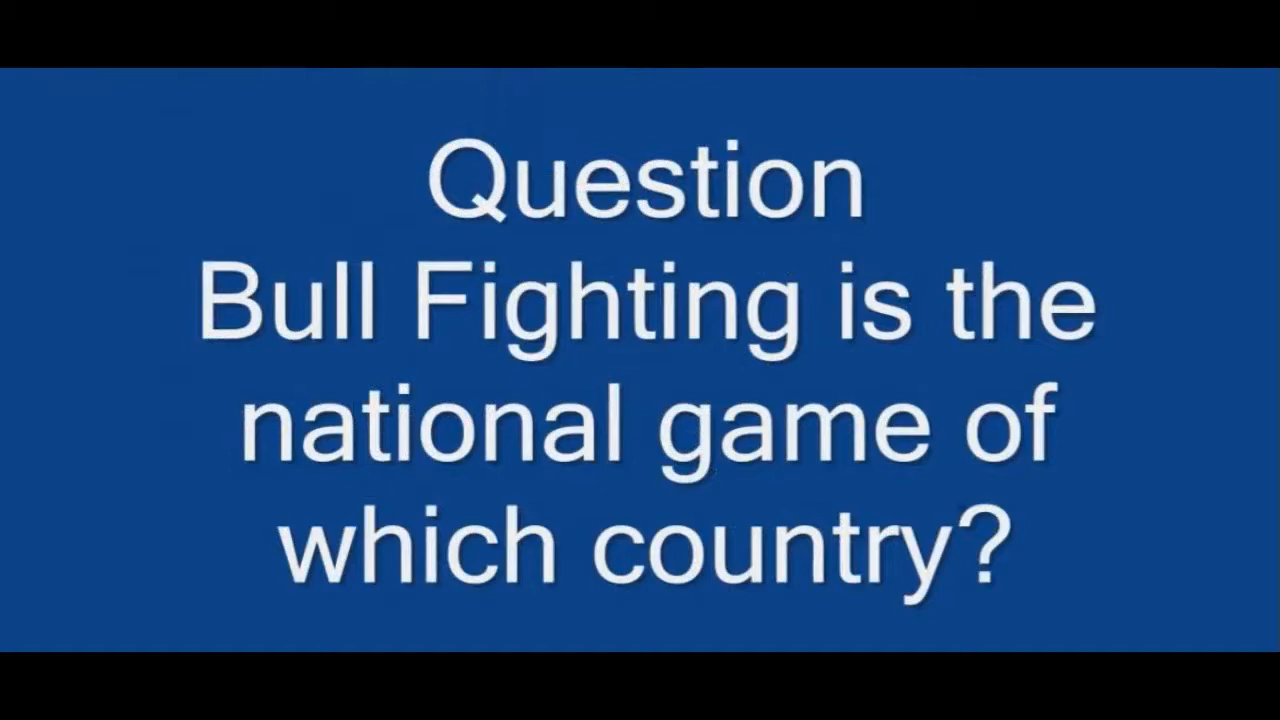 Question
Bull Fighting is the
national game of
which country?